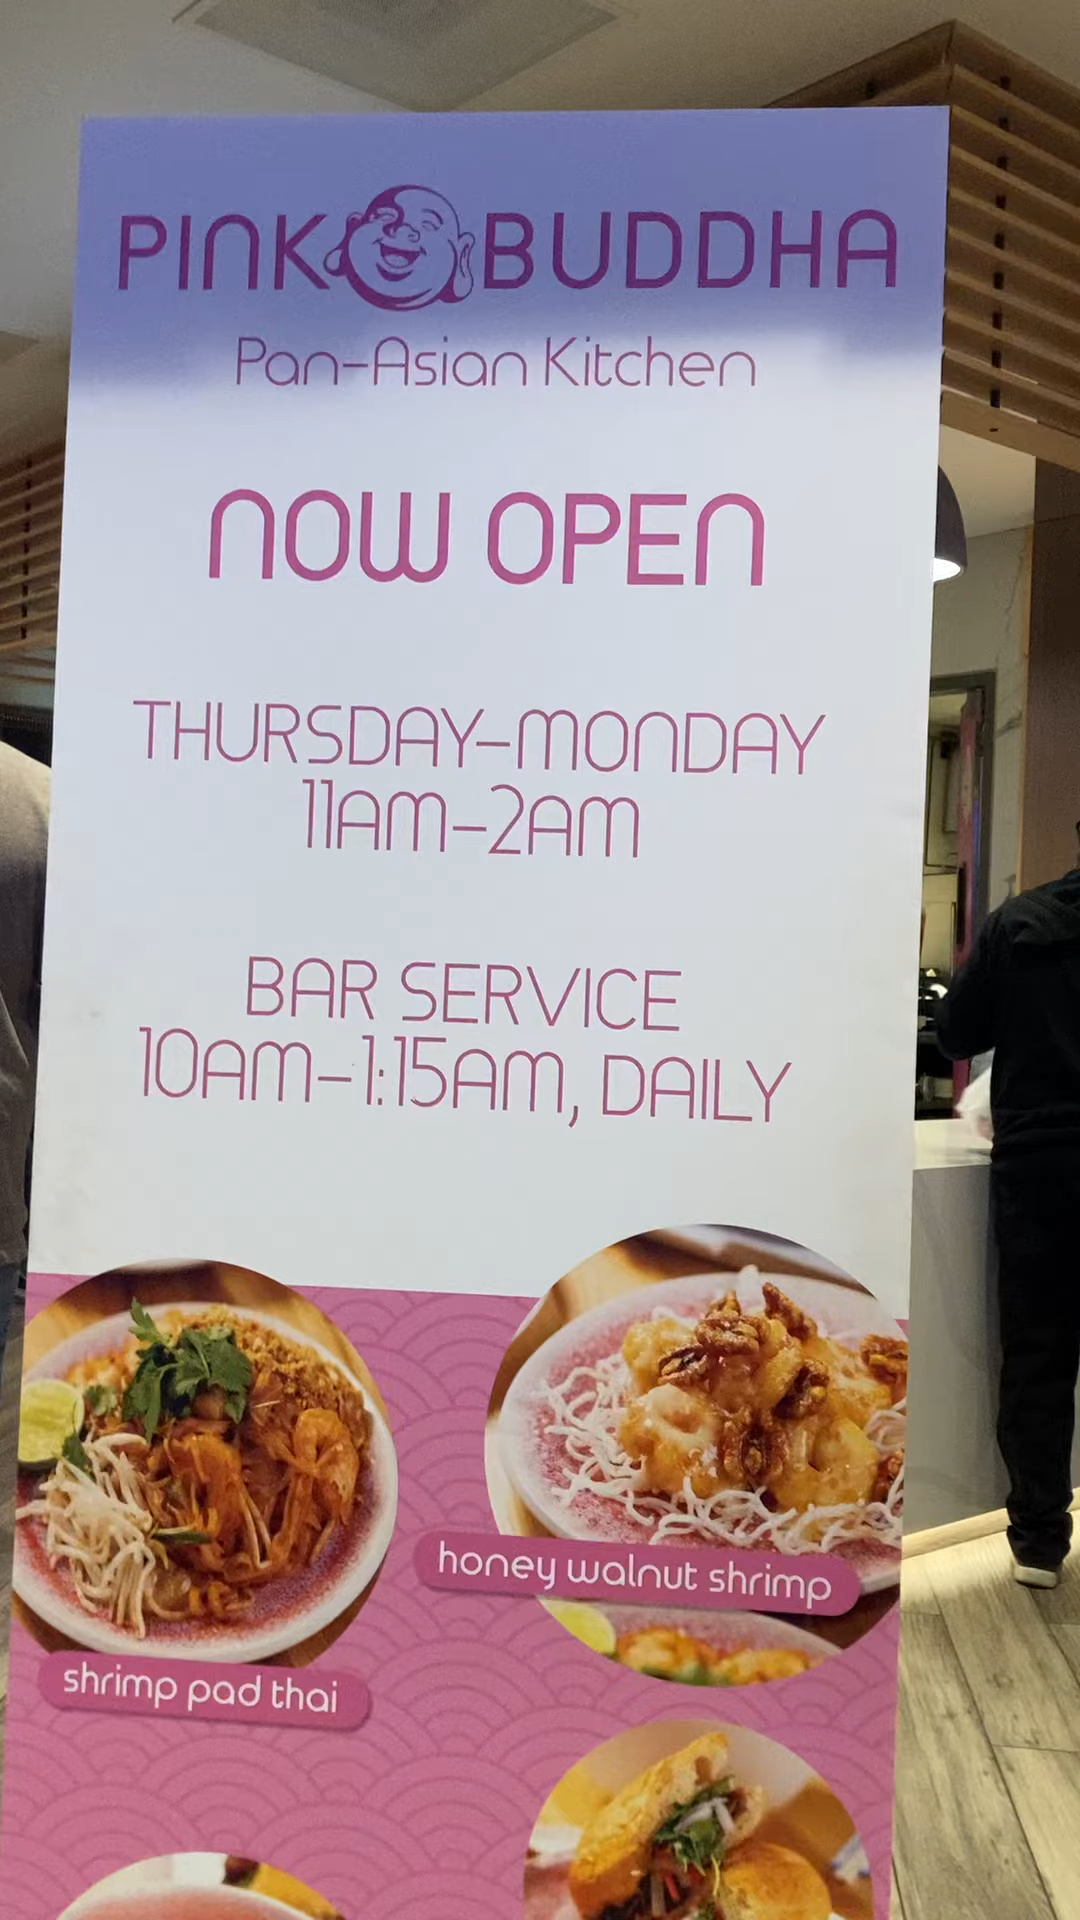 PINK BUDDHA
Pan-Asian Kitchen
NOW OPEN
THURSDAY-MONDAY
11AM-2AM
BAR SERVICE
10AM-1:15AM, DAILY
honey walnut shrimp
shrimp pad thai